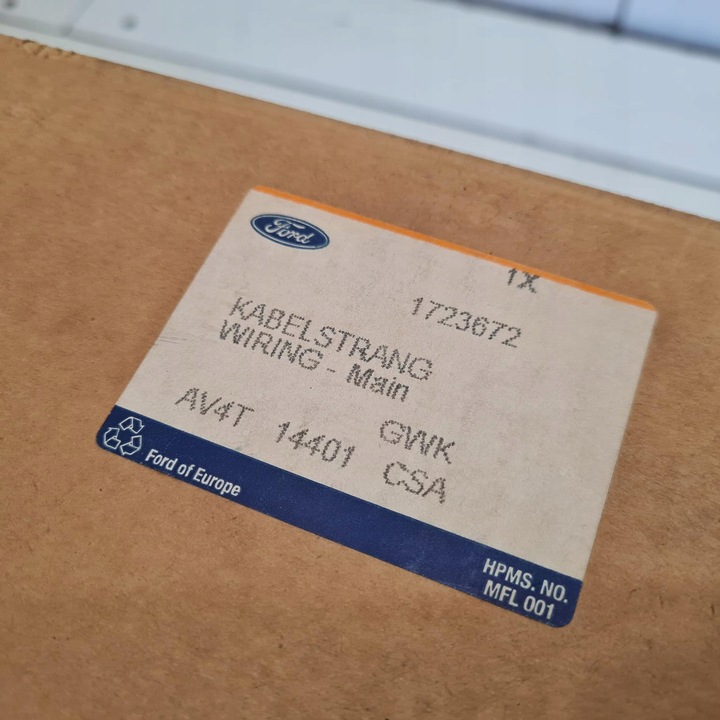 Ford
1X
1723672
KABELSTRANG
WIRING - Main
AV4T 14401 GWK
CSA
Ford of Europe
HPMS. NO.
MFL 001